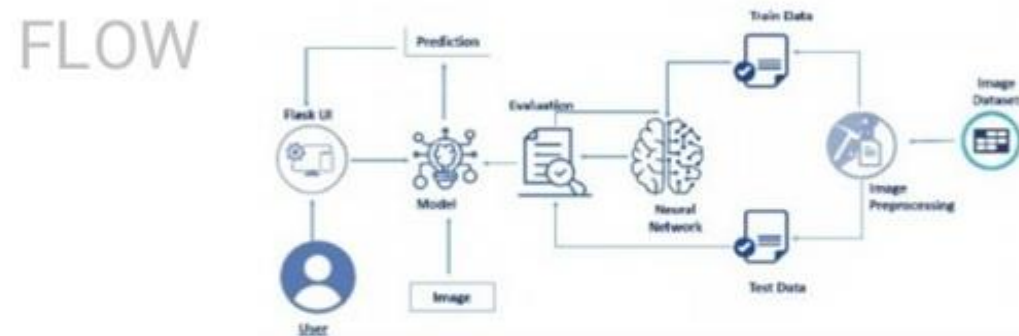 FLOW
Train Data
Prediction
Image
Dataset
Evaluation
Flask UI
Model
Neural
Network
Image
Preprocessing
Image
Test Data
User